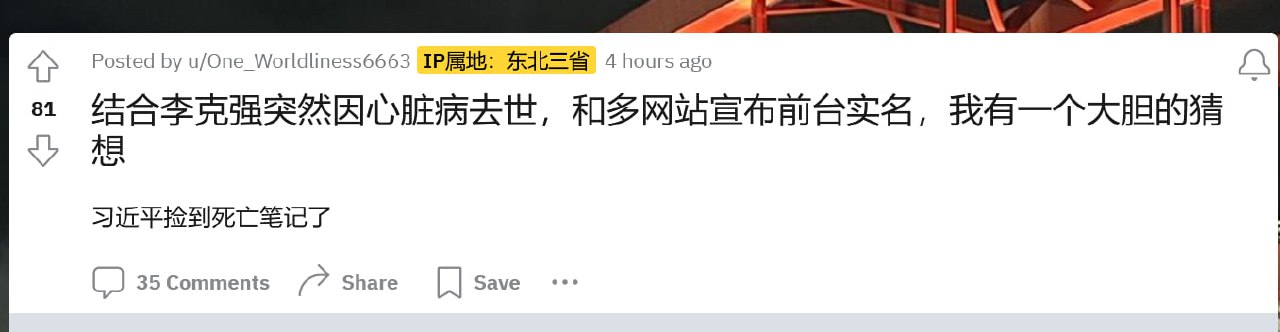 Posted by u/One_Worldliness6663 IP属地：东北三省 4 hours ago
81
结合李克强突然因心脏病去世，和多网站宣布前台实名，我有一个大胆的猜
想
习近平捡到死亡笔记了
35 Comments Share Save